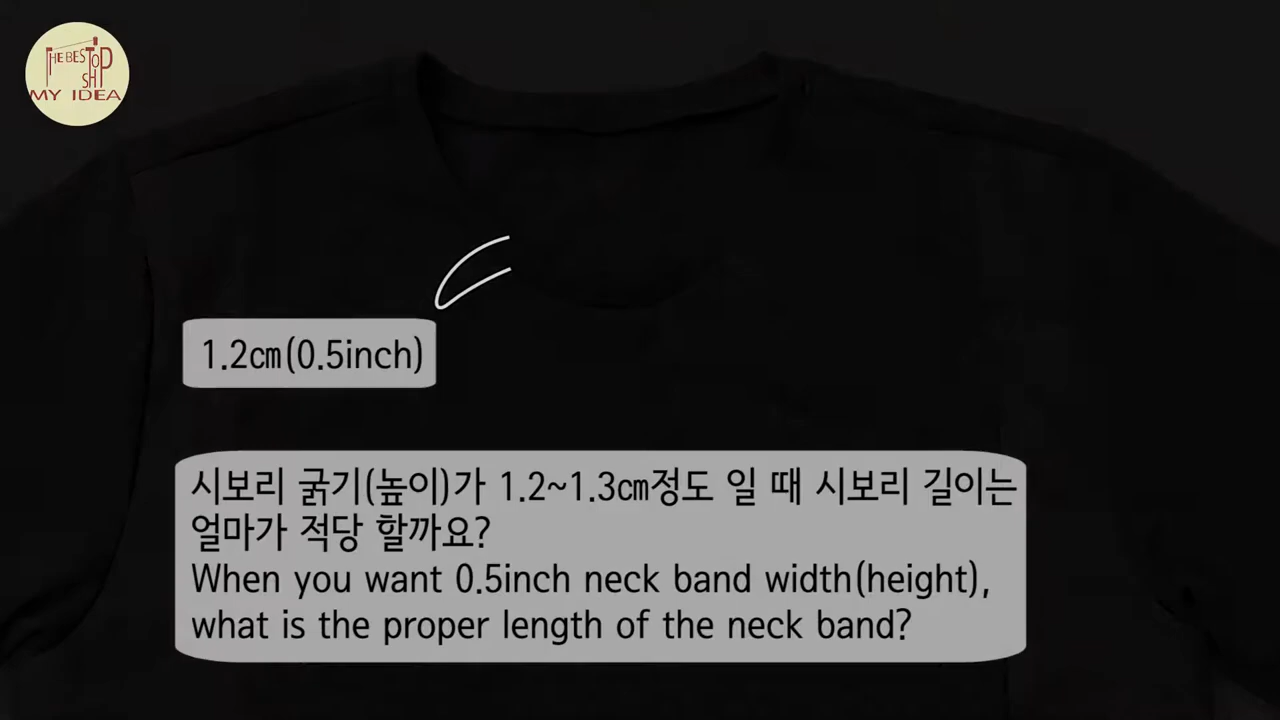 THE BEST TOP
SHIP
MY IDEA
1.2㎝(0.5inch)
시보리 굵기(높이)가 1.2~1.3㎝정도 일 때 시보리 길이는
얼마가 적당 할까요?
When you want 0.5inch neck band width(height),
what is the proper length of the neck band?